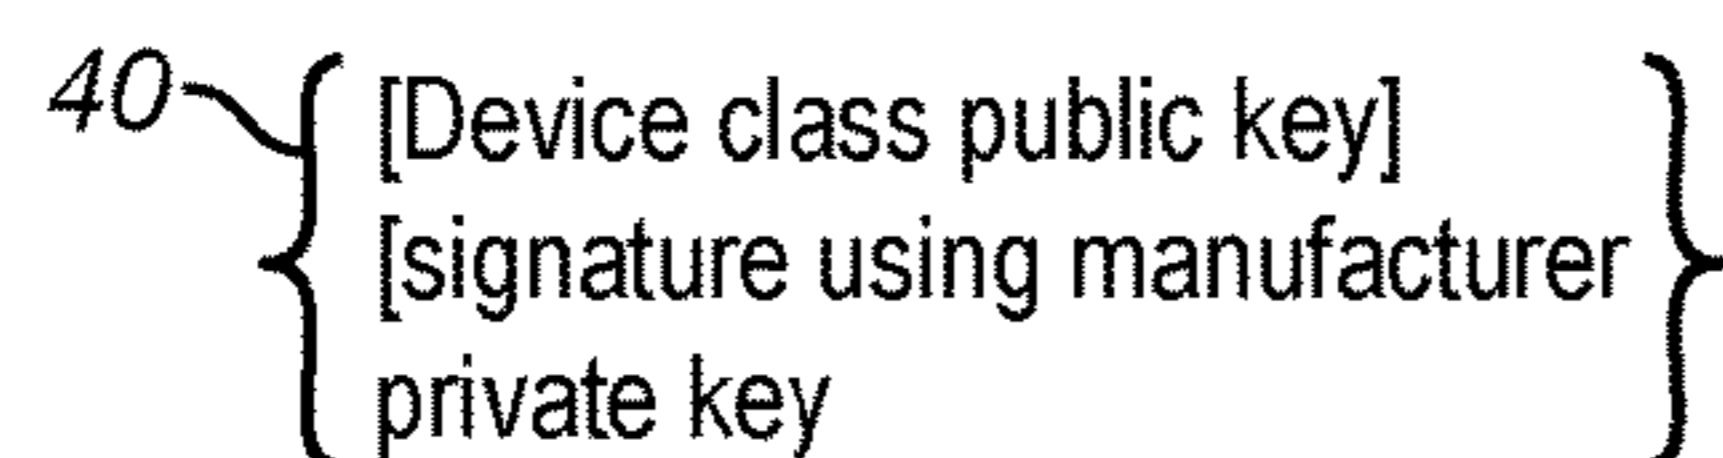 40 [Device class public key]
[signature using manufacturer
private key